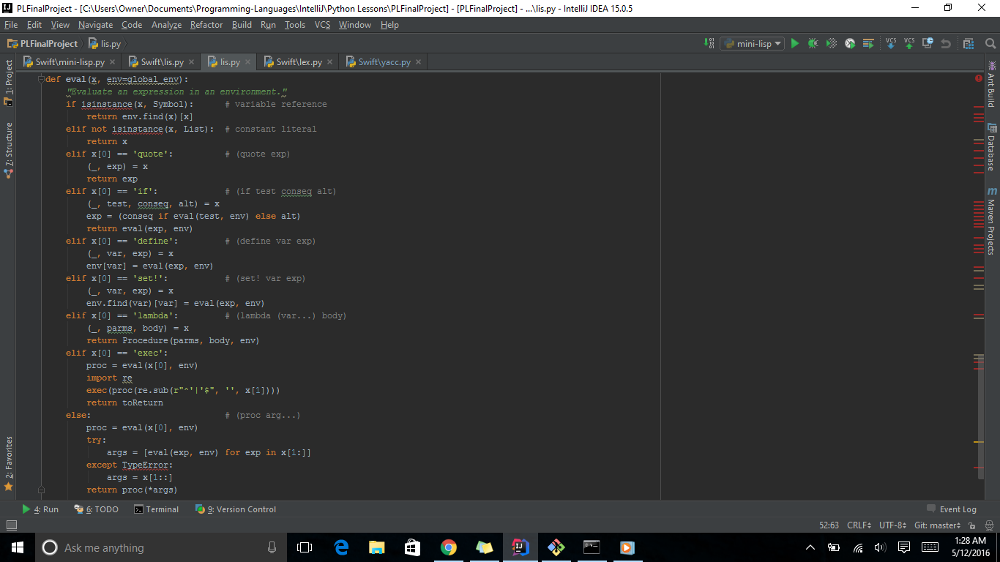 PLFinalProject - [C:\Users\Owner\Documents\Programming-Languages\IntelliJ\Python Lessons\PLFinalProject] - [PLFinalProject] - ...\lis.py - IntelliJ IDEA 15.0.5
File Edit View Navigate Code Analyze Refactor Build Run Tools VCS Window Help
PLFinalProject lis.py mini-lisp VCS VCS
Swift\mini-lisp.py Swift\lis.py lis.py Swift\lex.py Swift\yacc.py
1: Project
7: Structure
2: Favorites
def eval(x, env=global_env):
"Evaluate an expression in an environment."
if isinstance(x, Symbol): # variable reference
return env.find(x)[x]
elif not isinstance(x, List): # constant literal
return x
elif x[0] == 'quote': # (quote exp)
(_, exp) = x
return exp
elif x[0] == 'if': # (if test conseq alt)
(_, test, conseq, alt) = x
exp = (conseq if eval(test, env) else alt)
return eval(exp, env)
elif x[0] == 'define': # (define var exp)
(_, var, exp) = x
env[var] = eval(exp, env)
elif x[0] == 'set!': # (set! var exp)
(_, var, exp) = x
env.find(var)[var] = eval(exp, env)
elif x[0] == 'lambda': # (lambda (var...) body)
(_, parms, body) = x
return Procedure(parms, body, env)
elif x[0] == 'exec':
proc = eval(x[0], env)
import re
exec(proc(re.sub(r"^'|'$", '', x[1])))
return toReturn
else: # (proc arg...)
proc = eval(x[0], env)
try:
args = [eval(exp, env) for exp in x[1:]]
except TypeError:
args = x[1::]
return proc(*args)
Ant Build
Database
Maven Projects
4: Run 6: TODO Terminal 9: Version Control Event Log
52:63 CRLF UTF-8 Git: master
Ask me anything
1:28 AM
5/12/2016